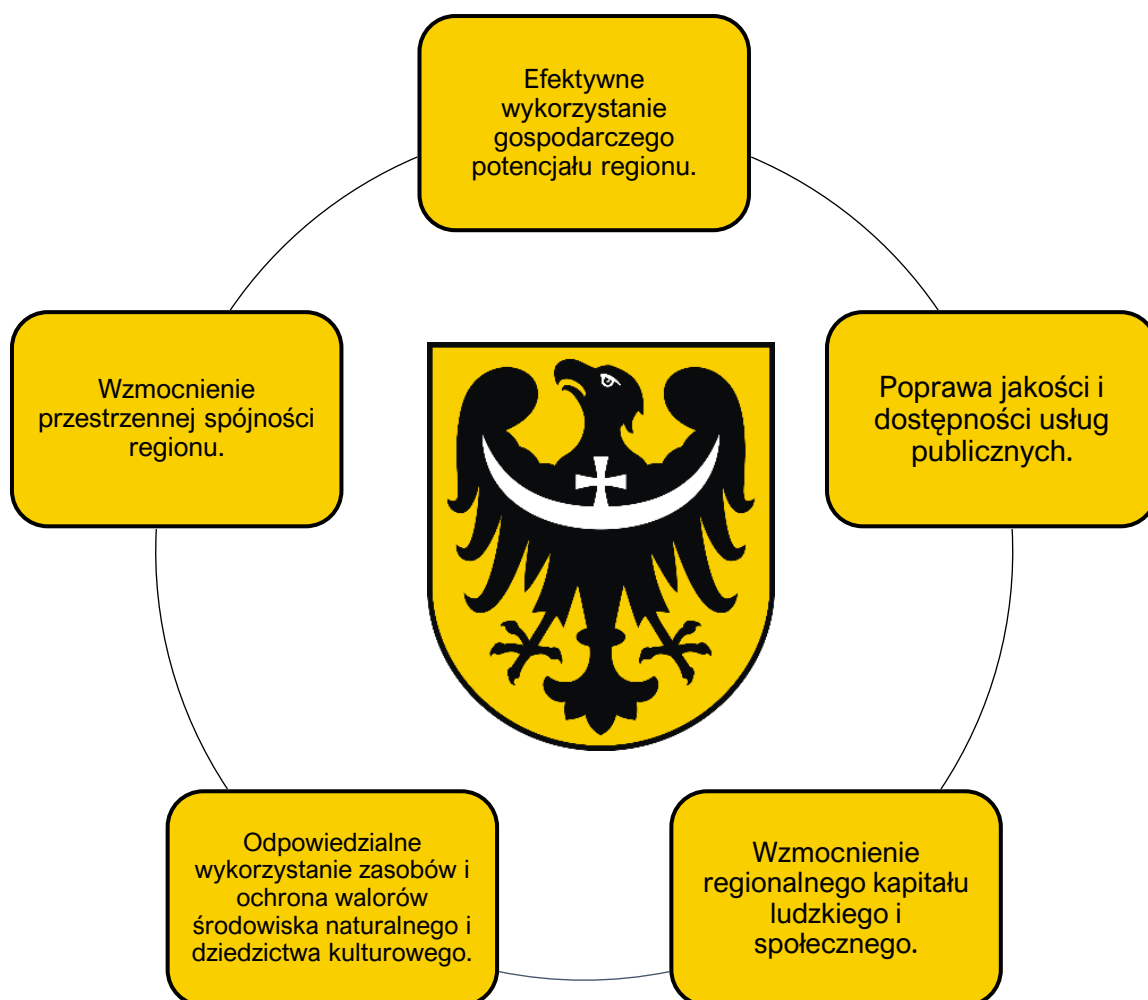 Efektywne
wykorzystanie
gospodarczego
potencjału regionu.
Poprawa jakości i
dostępności usług
publicznych.
Wzmocnienie
regionalnego kapitału
ludzkiego i
społecznego.
Odpowiedzialne
wykorzystanie zasobów i
ochrona walorów
środowiska naturalnego i
dziedzictwa kulturowego.
Wzmocnienie
przestrzennej spójności
regionu.